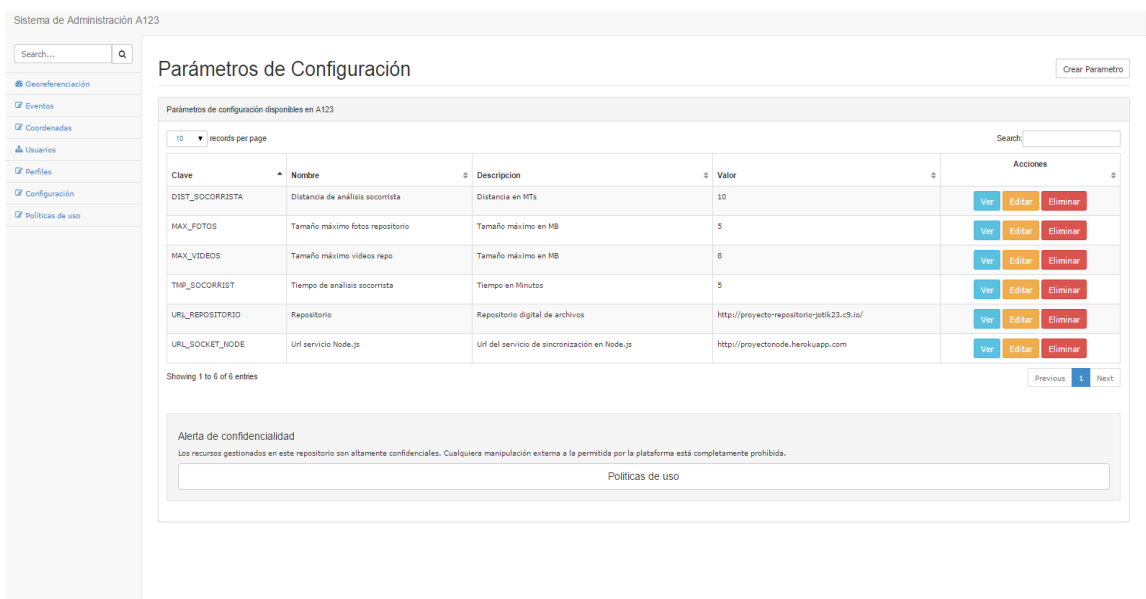 Sistema de Administración A123
Search...
Georeferenciación
Eventos
Coordenadas
Usuarios
Perfiles
Configuración
Políticas de uso
Parámetros de Configuración
Crear Parametro
Parámetros de configuración disponibles en A123
10 records per page
Search:
Clave Nombre Descripcion Valor Acciones
DIST_SOCORRISTA Distancia de análisis socorrista Distancia en MTs 10 Ver Editar Eliminar
MAX_FOTOS Tamaño máximo fotos repositorio Tamaño máximo en MB 5 Ver Editar Eliminar
MAX_VIDEOS Tamaño máximo videos repo Tamaño máximo en MB 8 Ver Editar Eliminar
TMP_SOCORRIST Tiempo de análisis socorrista Tiempo en Minutos 5 Ver Editar Eliminar
URL_REPOSITORIO Repositorio Repositorio digital de archivos http://proyecto-repositorio-jotik23.c9.io/ Ver Editar Eliminar
URL_SOCKET_NODE Url servicio Node.js Url del servicio de sincronización en Node.js http://proyectonode.herokuapp.com Ver Editar Eliminar
Showing 1 to 6 of 6 entries
Previous 1 Next
Alerta de confidencialidad
Los recursos gestionados en este repositorio son altamente confidenciales. Cualquiera manipulación externa a la permitida por la plataforma está completamente prohibida.
Politicas de uso